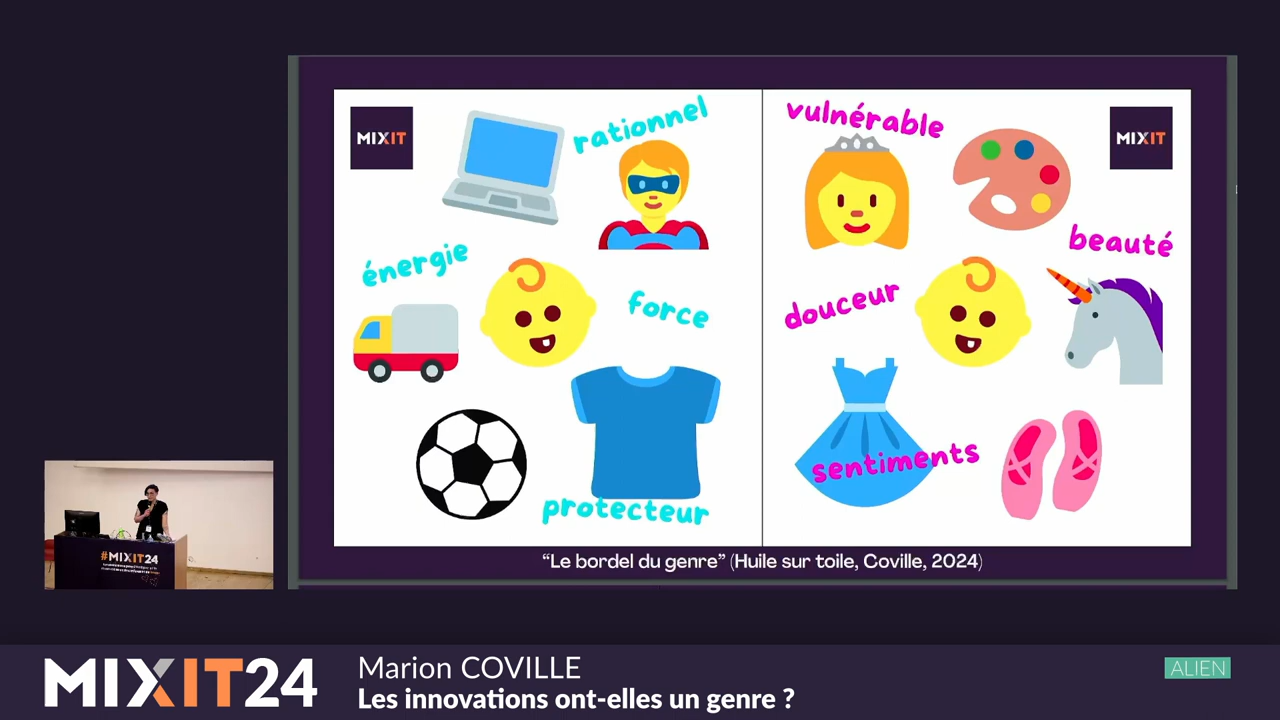 MIXIT
rationnel
énergie
force
protecteur
vulnérable
MIXIT
beauté
douceur
sentiments
“Le bordel du genre” (Huile sur toile, Coville, 2024)
#MIXIT24
MIXIT24
Marion COVILLE
Les innovations ont-elles un genre ?
ALIEN